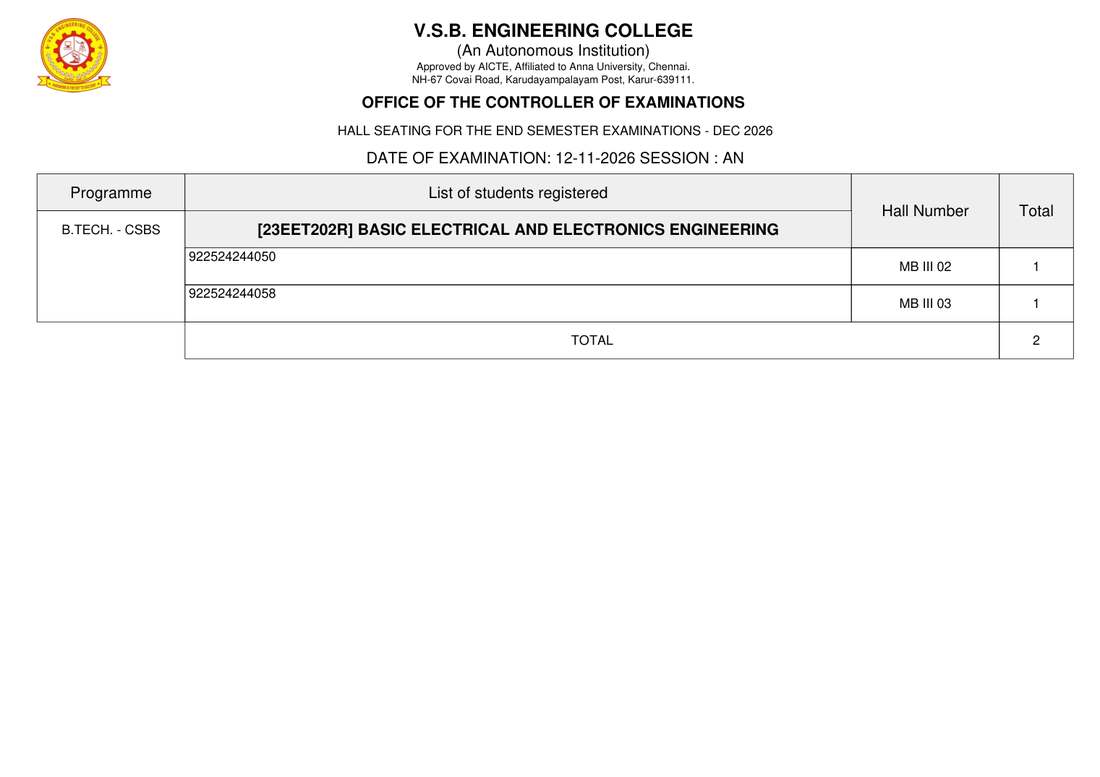 V.S.B. ENGINEERING COLLEGE
(An Autonomous Institution)
Approved by AICTE, Affiliated to Anna University, Chennai.
NH-67 Covai Road, Karudayampalayam Post, Karur-639111.
OFFICE OF THE CONTROLLER OF EXAMINATIONS
HALL SEATING FOR THE END SEMESTER EXAMINATIONS - DEC 2026
DATE OF EXAMINATION: 12-11-2026 SESSION : AN
Programme
List of students registered
Hall Number
Total
B.TECH. - CSBS
[23EET202R] BASIC ELECTRICAL AND ELECTRONICS ENGINEERING
922524244050
MB III 02
1
922524244058
MB III 03
1
TOTAL
2